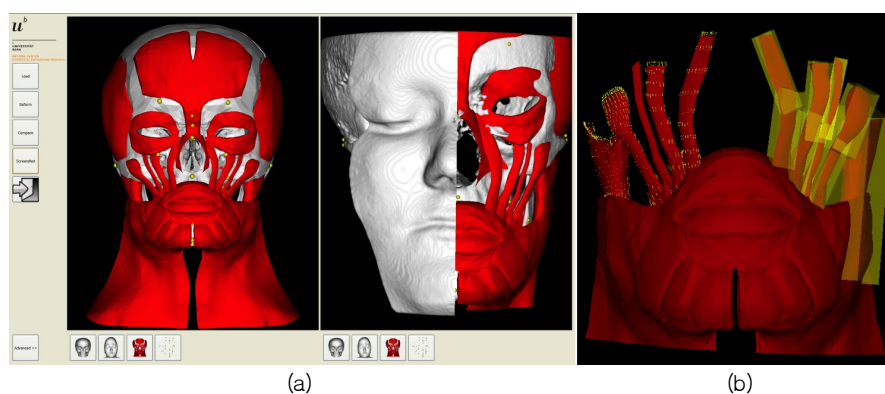 u^b
UNIVERSITÄT
BERN
Load
Deform
Compare
Screenshot
Advanced <<
(a)
(b)